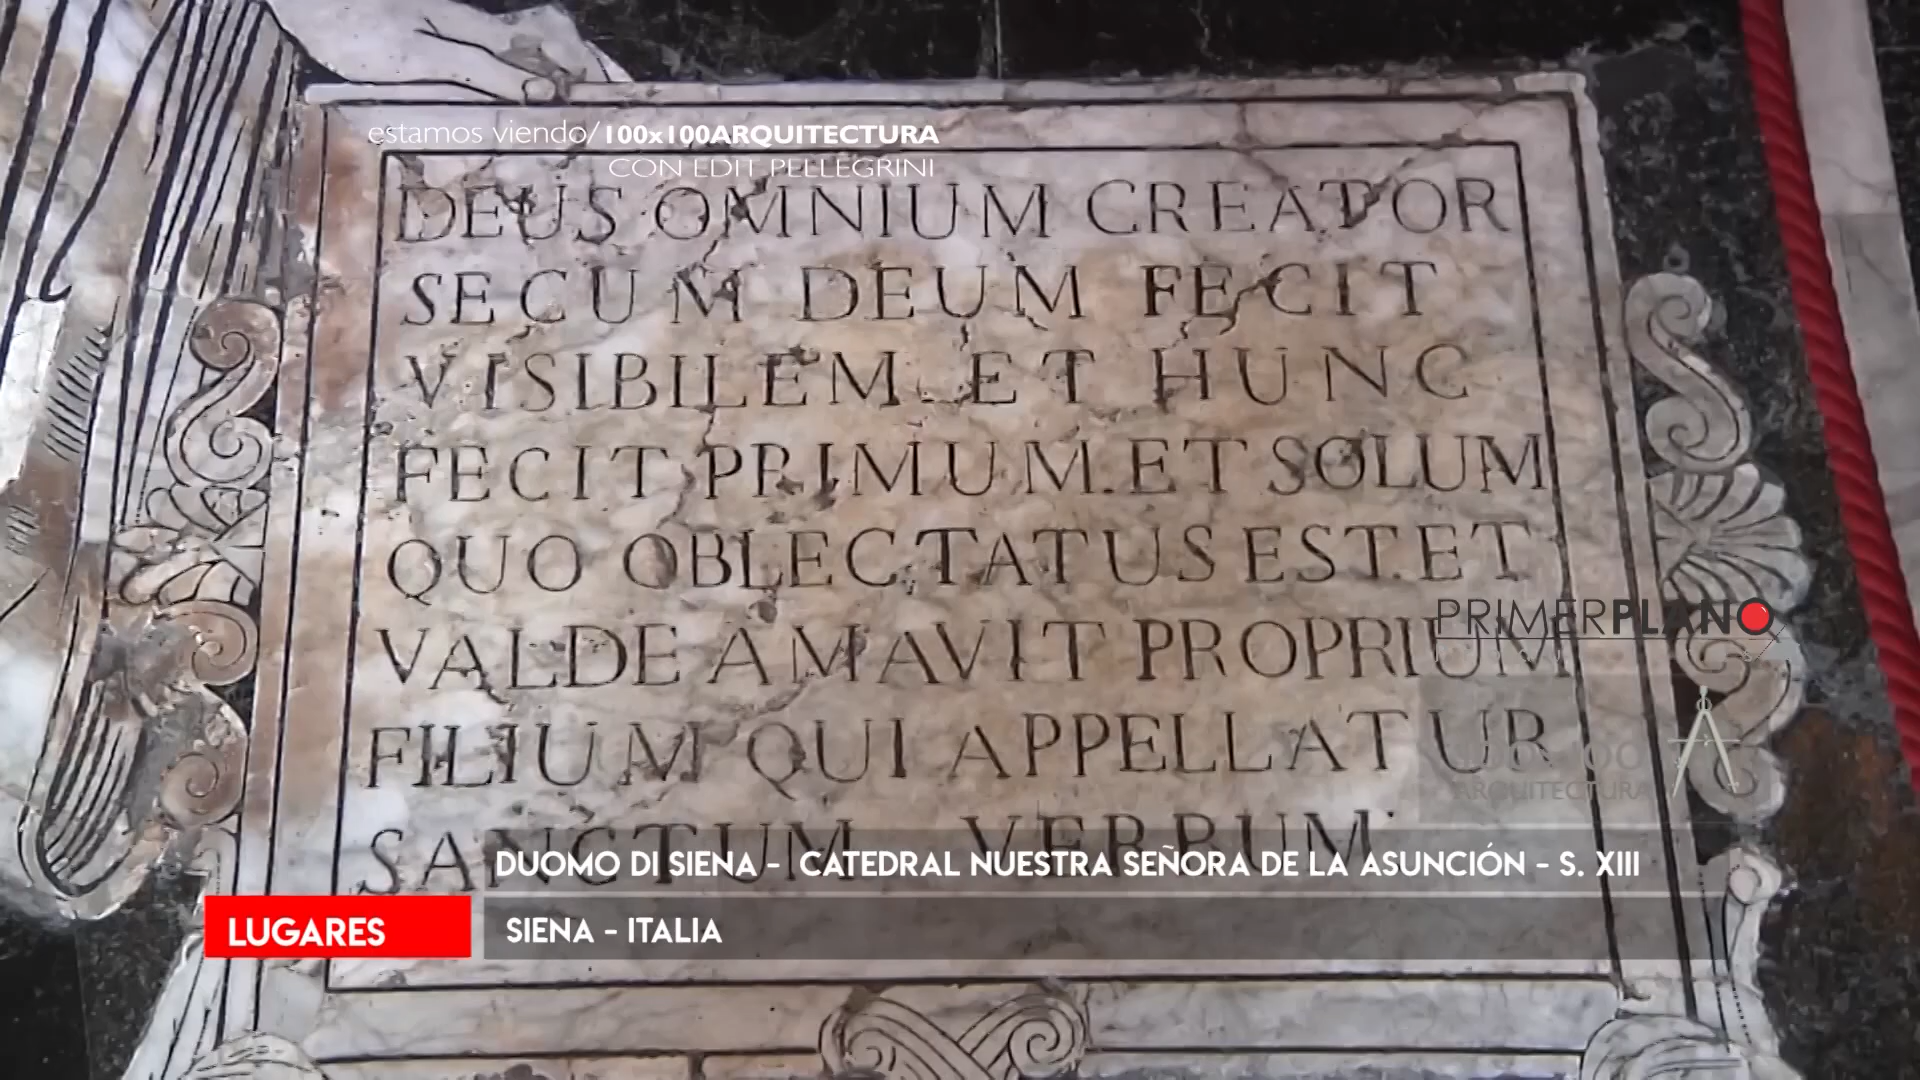 estamos viendo/100x100ARQUITECTURA
CON EDIT PELLEGRINI
DEUS OMNIUM CREATOR
SECUM DEUM FECIT
VISIBILEM ET HUNC
FECIT PRIMUM. ET SOLUM
QUO OBLECTATUS EST. ET
VALDE AMAVIT PROPRIUM
FILIUM QUI APPELLATUR
SANCTUM VERBUM
PRIMERPLANO
100x100
ARQUITECTURA
DUOMO DI SIENA - CATEDRAL NUESTRA SEÑORA DE LA ASUNCIÓN - S. XIII
LUGARES
SIENA - ITALIA